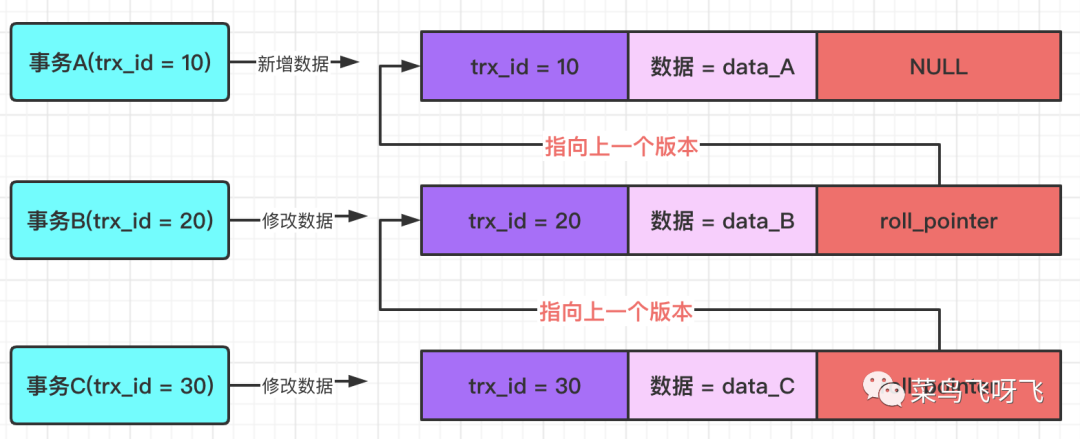 事务A(trx_id = 10)
新增数据
trx_id = 10
数据 = data_A
NULL
指向上一个版本
事务B(trx_id = 20)
修改数据
trx_id = 20
数据 = data_B
roll_pointer
指向上一个版本
事务C(trx_id = 30)
修改数据
trx_id = 30
数据 = data_C
roll_pointer
菜鸟飞呀飞